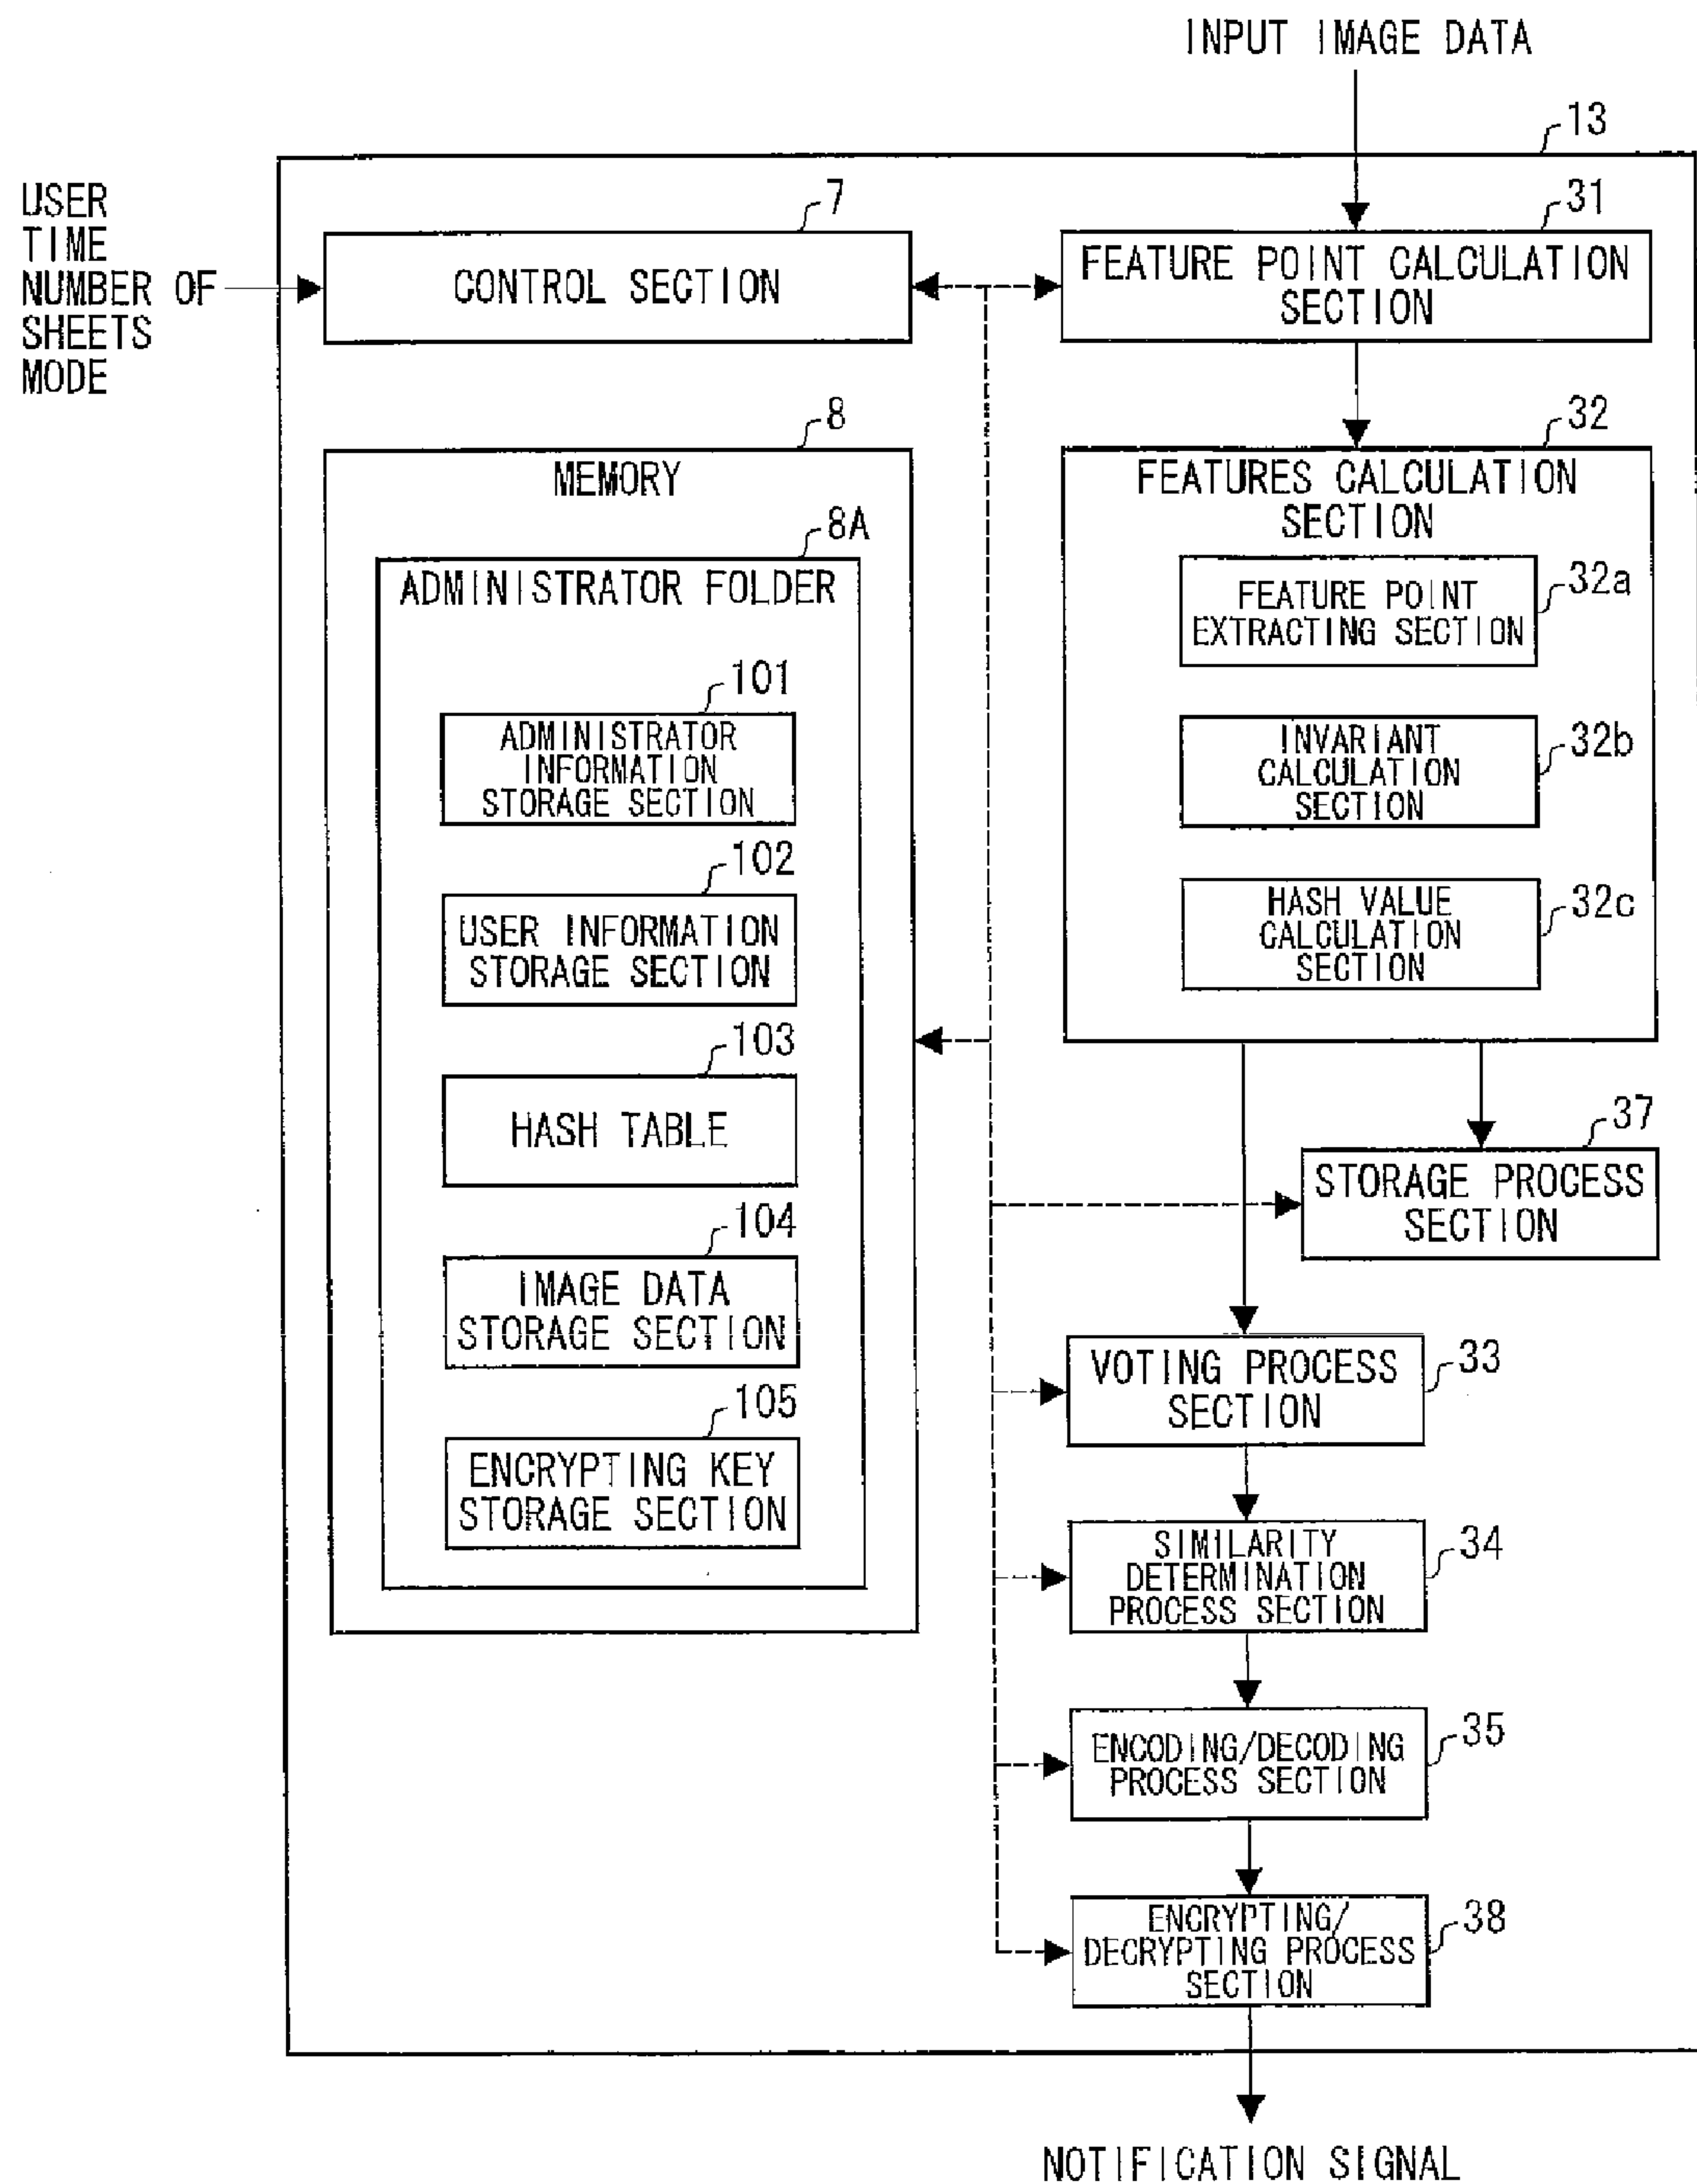 INPUT IMAGE DATA
13
USER
TIME
NUMBER OF
SHEETS
MODE
7
CONTROL SECTION
31
FEATURE POINT CALCULATION
SECTION
8
MEMORY
8A
ADMINISTRATOR FOLDER
101
ADMINISTRATOR
INFORMATION
STORAGE SECTION
102
USER INFORMATION
STORAGE SECTION
103
HASH TABLE
104
IMAGE DATA
STORAGE SECTION
105
ENCRYPTING KEY
STORAGE SECTION
32
FEATURES CALCULATION
SECTION
32a
FEATURE POINT
EXTRACTING SECTION
32b
INVARIANT
CALCULATION
SECTION
32c
HASH VALUE
CALCULATION
SECTION
37
STORAGE PROCESS
SECTION
33
VOTING PROCESS
SECTION
34
SIMILARITY
DETERMINATION
PROCESS SECTION
35
ENCODING/DECODING
PROCESS SECTION
38
ENCRYPTING/
DECRYPTING PROCESS
SECTION
NOTIFICATION SIGNAL